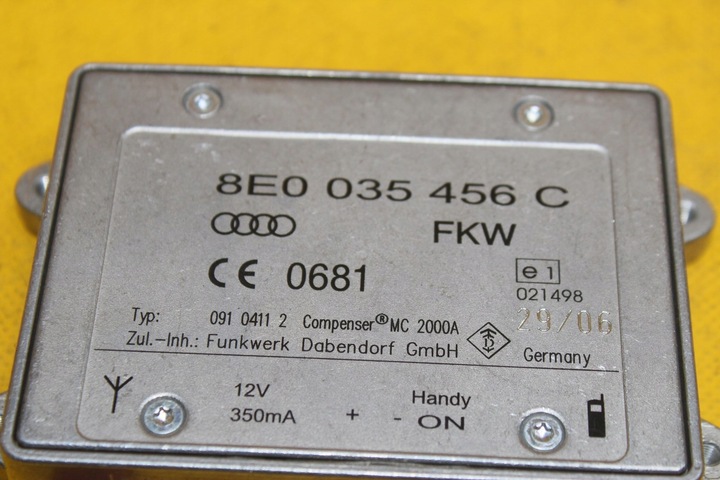 8E0 035 456 C
FKW
CE 0681
e1
021498
29/06
Typ: 091 0411 2 Compenser® MC 2000A
Zul.-Inh.: Funkwerk Dabendorf GmbH
Germany
12V
350mA
+ -
Handy
ON